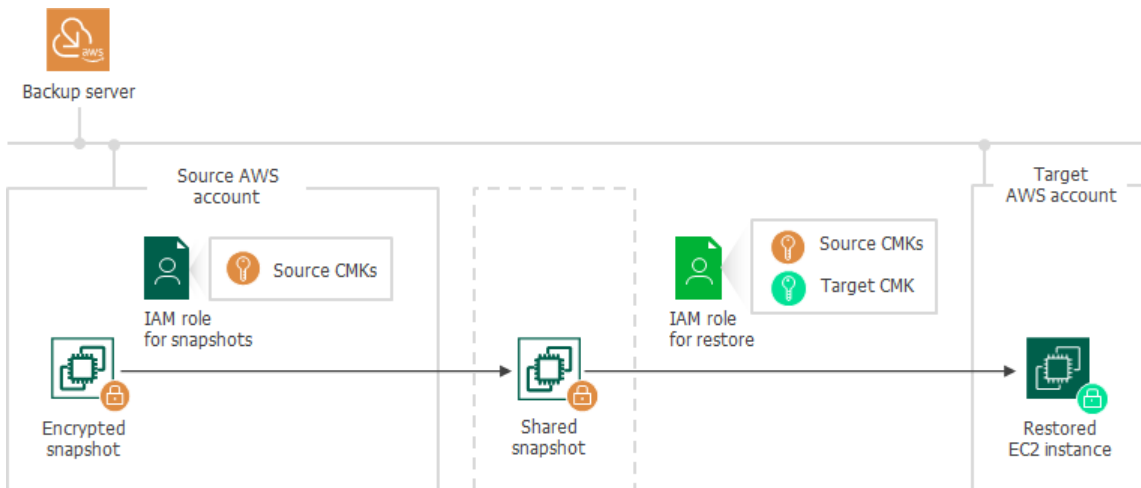 aws
Backup server
Source AWS
account
Target
AWS account
Source CMKs
Source CMKs
Target CMK
IAM role
for snapshots
IAM role
for restore
Encrypted
snapshot
Shared
snapshot
Restored
EC2 instance